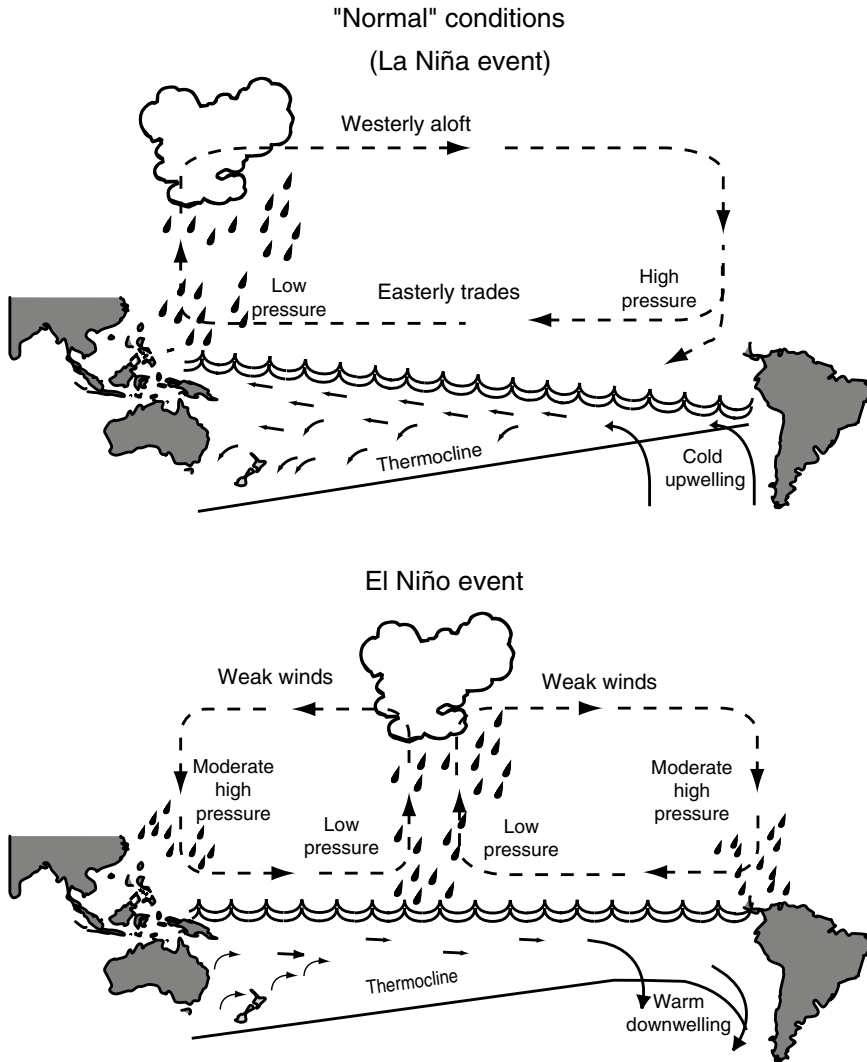 "Normal" conditions
(La Niña event)
Westerly aloft
Low
pressure
Easterly trades
High
pressure
Thermocline
Cold
upwelling
El Niño event
Weak winds
Weak winds
Moderate
high
pressure
Low
pressure
Low
pressure
Moderate
high
pressure
Thermocline
Warm
downwelling